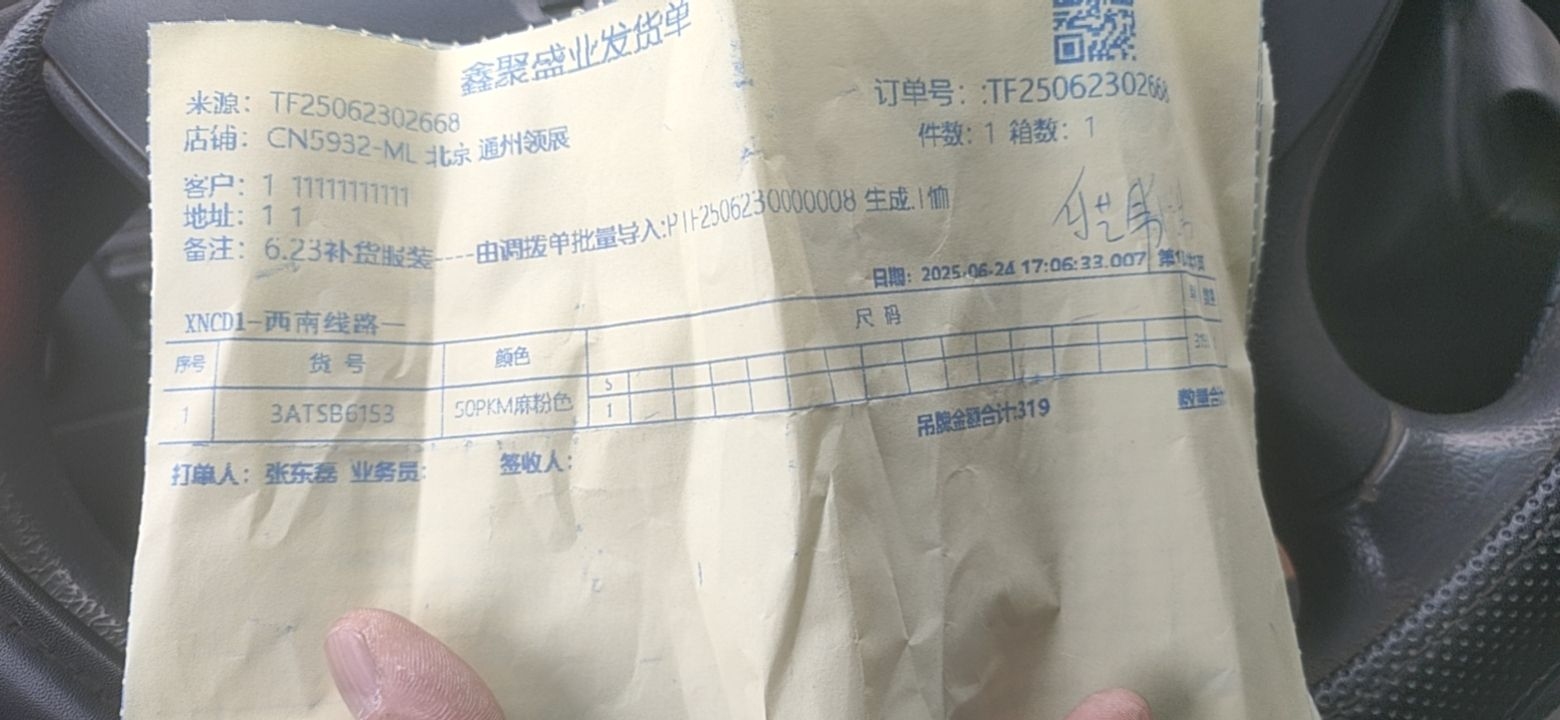 鑫聚盛业发货单
来源: TF25062302668
订单号: :TF25062302668
店铺: CN5932-ML 北京 通州领展
件数: 1 箱数: 1
客户: 1 11111111111
地址: 1 1
备注: 6.23补货服装----由调拨单批量导入:PTF2506230000008 生成.!恤
日期: 2025-06-24 17:06:33.007
XNCD1-西南线路一
序号 货号 颜色 尺码
S
1 3ATSB6153 50PKM麻粉色 1
吊牌金额合计:319 数量合
打单人: 张东磊 业务员: 签收人: